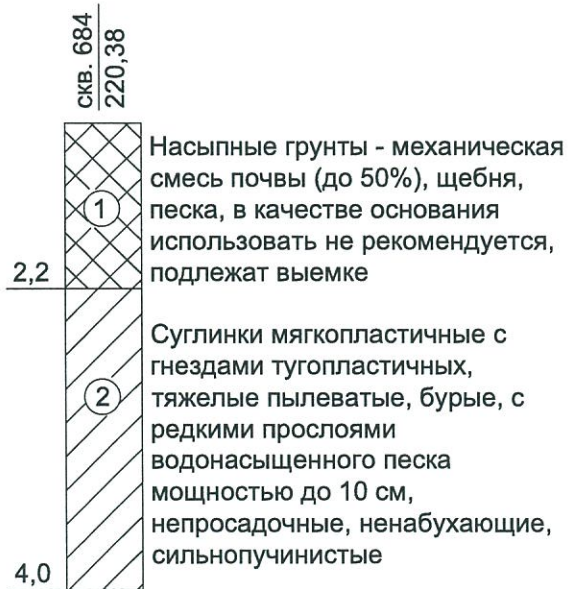 скв. 684
220,38
Насыпные грунты - механическая
смесь почвы (до 50%), щебня,
1
песка, в качестве основания
использовать не рекомендуется,
2,2
подлежат выемке
Суглинки мягкопластичные с
гнездами тугопластичных,
2
тяжелые пылеватые, бурые, с
редкими прослоями
водонасыщенного песка
мощностью до 10 см,
непросадочные, ненабухающие,
сильнопучинистые
4,0